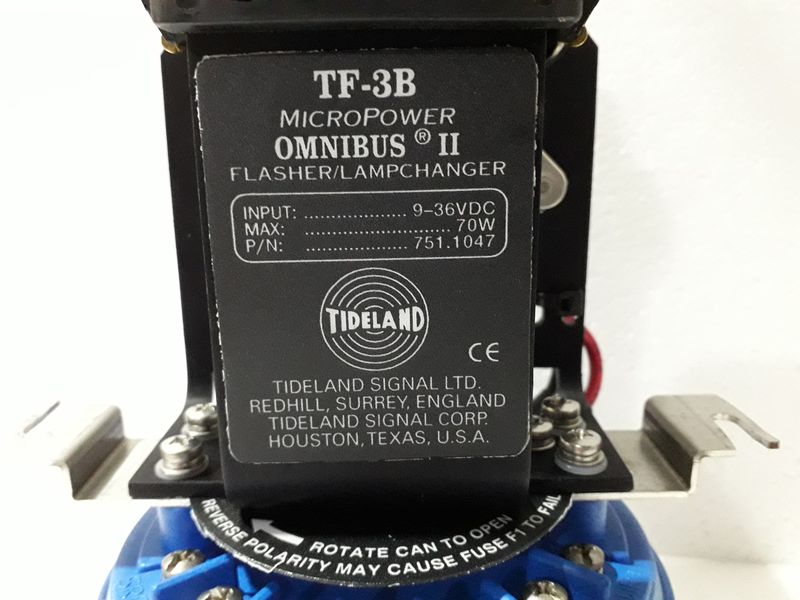 TF-3B
MICROPOWER
OMNIBUS ® II
FLASHER/LAMPCHANGER
INPUT: ................... 9-36VDC
MAX: ........................... 70W
P/N: ................... 751.1047
TIDELAND
CE
TIDELAND SIGNAL LTD.
REDHILL, SURREY, ENGLAND
TIDELAND SIGNAL CORP.
HOUSTON, TEXAS, U.S.A.
ROTATE CAN TO OPEN
REVERSE POLARITY MAY CAUSE FUSE F1 TO FAIL